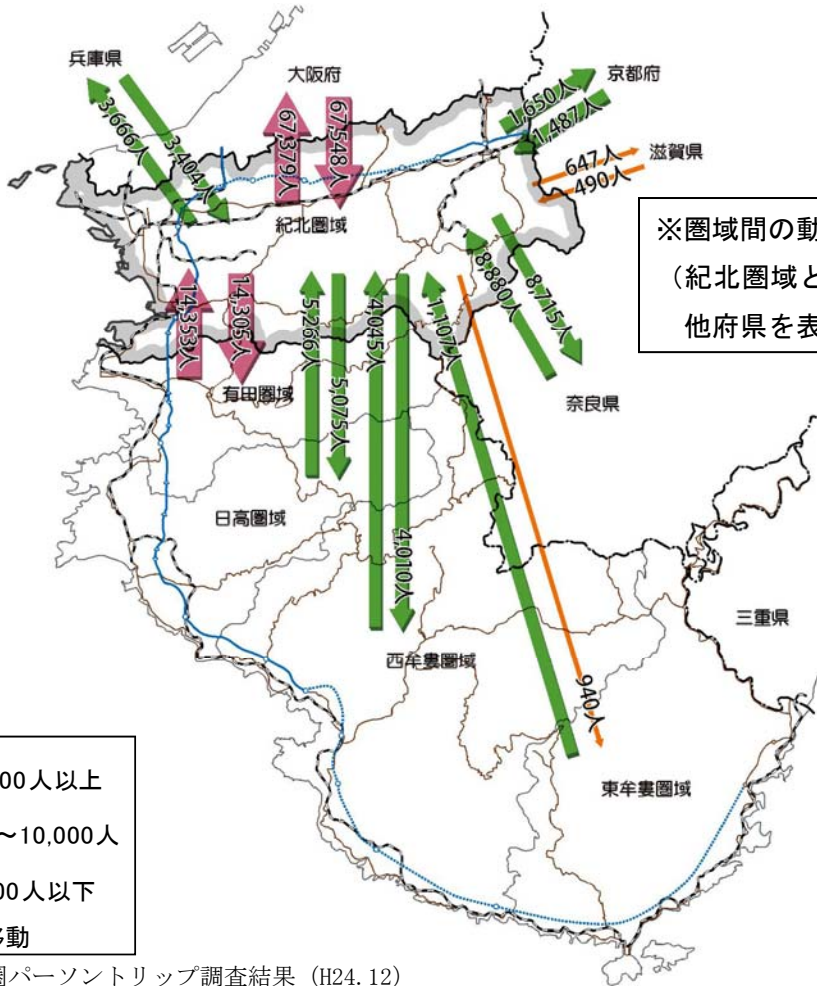 兵庫県
大阪府
京都府
3,666人
3,404人
67,379人
67,548人
1,650人
1,487人
滋賀県
647人
490人
紀北圏域
※圏域間の動
（紀北圏域と
他府県を表
8,880人
8,715人
14,353人
14,305人
5,266人
5,075人
4,045人
4,010人
1,107人
奈良県
有田圏域
日高圏域
三重県
西牟婁圏域
940人
東牟婁圏域
00人以上
～10,000人
00人以下
移動
圏パーソントリップ調査結果（H24.12）